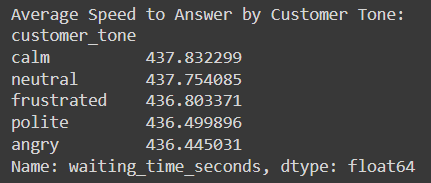 Average Speed to Answer by Customer Tone:
customer_tone
calm          437.832299
neutral       437.754085
frustrated    436.803371
polite        436.499896
angry         436.445031
Name: waiting_time_seconds, dtype: float64